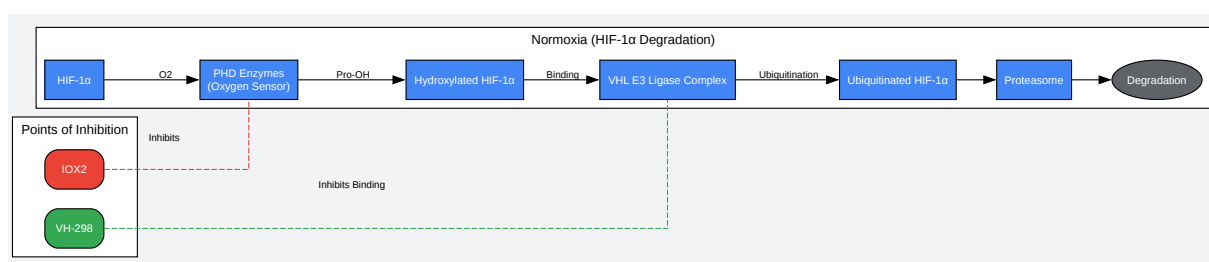 Normoxia (HIF-1α Degradation)
HIF-1α
O2
PHD Enzymes
(Oxygen Sensor)
Pro-OH
Hydroxylated HIF-1α
Binding
VHL E3 Ligase Complex
Ubiquitination
Ubiquitinated HIF-1α
Proteasome
Degradation
Points of Inhibition
Inhibits
IOX2
Inhibits Binding
VH-298